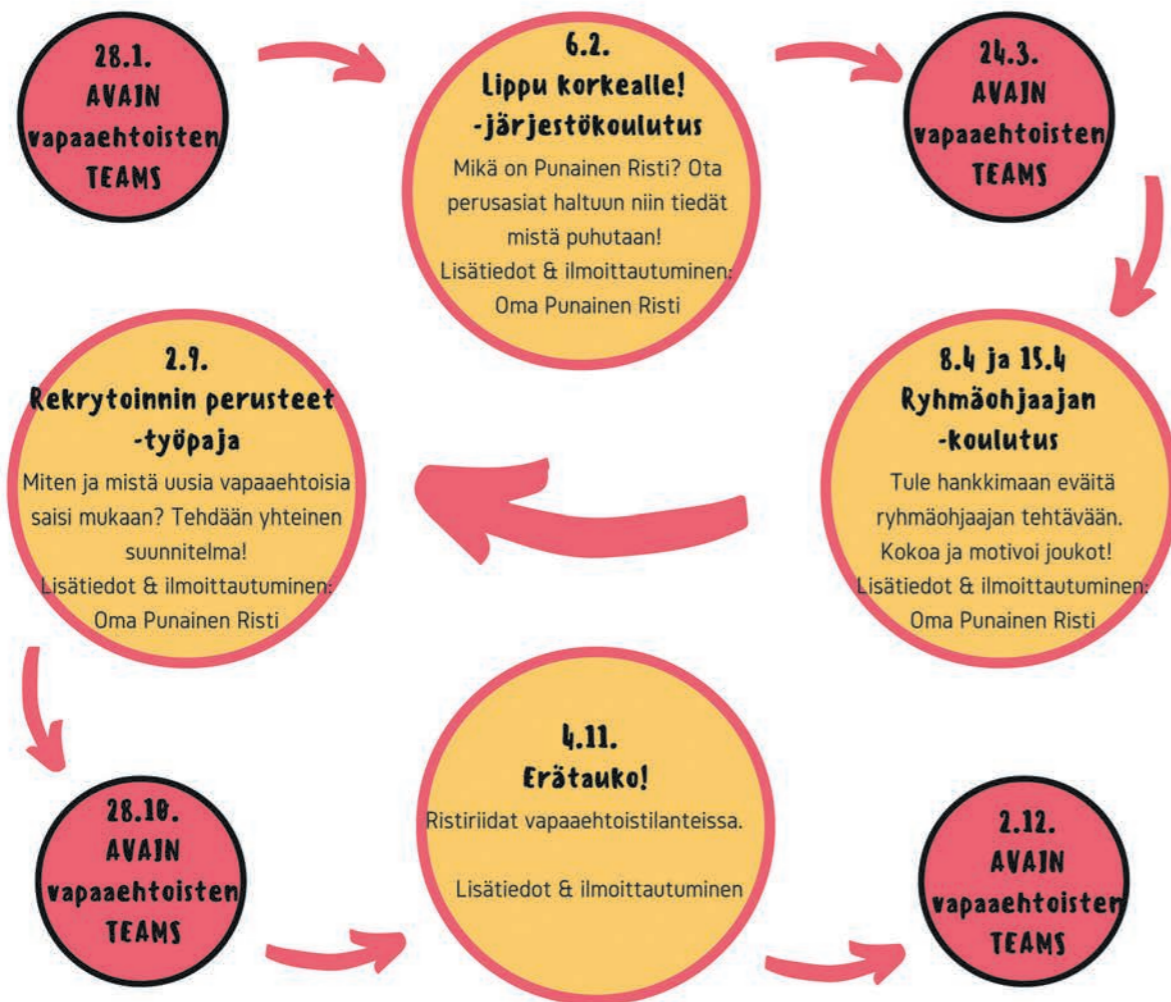 28.1.
AVAIN
vapaaehtoisten
TEAMS
6.2.
Lippu korkealle!
-järjestökoulutus
Mikä on Punainen Risti? Ota
perusasiat haltuun niin tiedät
mistä puhutaan!
Lisätiedot & ilmoittautuminen:
Oma Punainen Risti
24.3.
AVAIN
vapaaehtoisten
TEAMS
8.4 ja 15.4
Ryhmäohjaajan
-koulutus
Tule hankkimaan eväitä
ryhmäohjaajan tehtävään.
Kokoa ja motivoi joukot!
Lisätiedot & ilmoittautuminen:
Oma Punainen Risti
2.9.
Rekrytoinnin perusteet
-työpaja
Miten ja mistä uusia vapaaehtoisia
saisi mukaan? Tehdään yhteinen
suunnitelma!
Lisätiedot & ilmoittautuminen:
Oma Punainen Risti
28.10.
AVAIN
vapaaehtoisten
TEAMS
4.11.
Erätauko!
Ristiriidat vapaaehtoistilanteissa.
Lisätiedot & ilmoittautuminen
2.12.
AVAIN
vapaaehtoisten
TEAMS